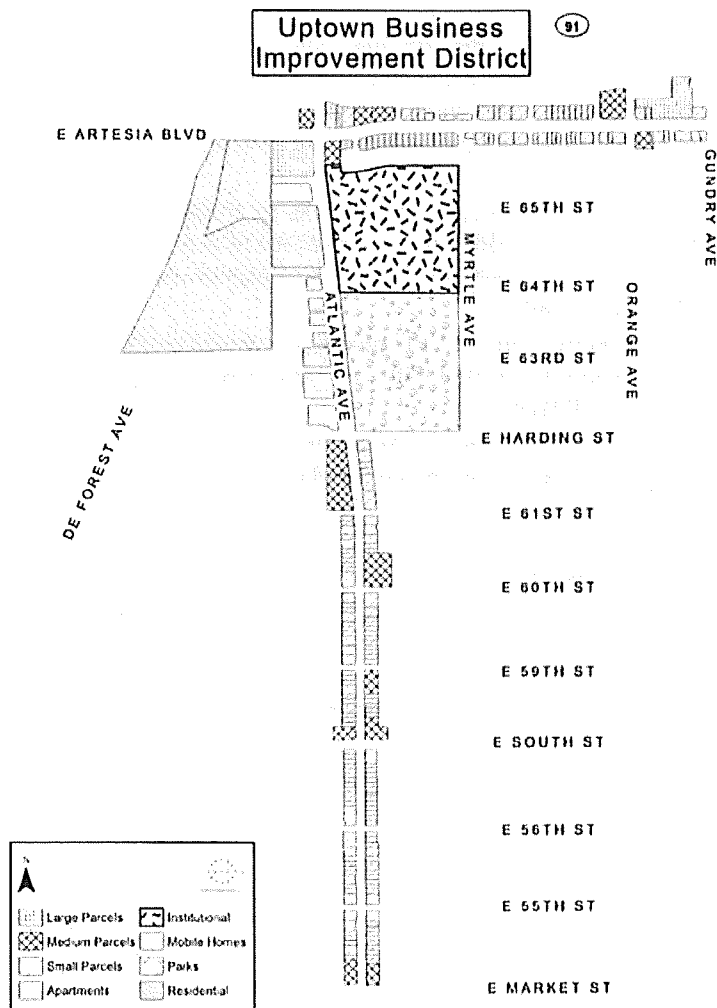 Uptown Business
Improvement District
91
E ARTESIA BLVD
GUNDRY AVE
E 65TH ST
MYRTLE AVE
E 64TH ST
ORANGE AVE
ATLANTIC AVE
E 63RD ST
E HARDING ST
DE FOREST AVE
E 61ST ST
E 60TH ST
E 59TH ST
E SOUTH ST
E 56TH ST
E 55TH ST
E MARKET ST
N
Large Parcels
Institutional
Medium Parcels
Mobile Homes
Small Parcels
Parks
Apartments
Residential